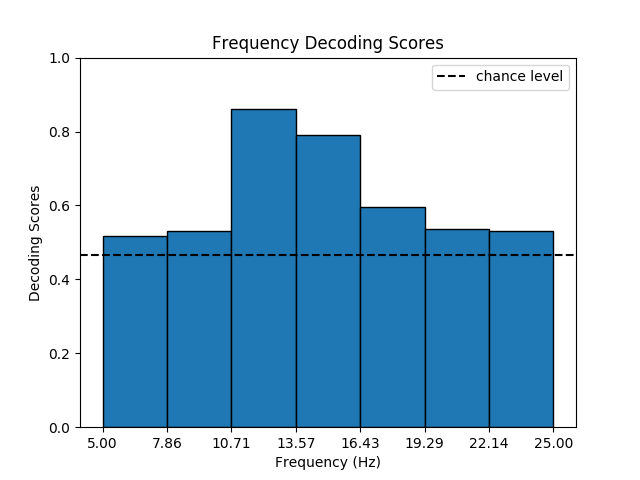 Frequency Decoding Scores
chance level
Decoding Scores
1.0
0.8
0.6
0.4
0.2
0.0
5.00 7.86 10.71 13.57 16.43 19.29 22.14 25.00
Frequency (Hz)